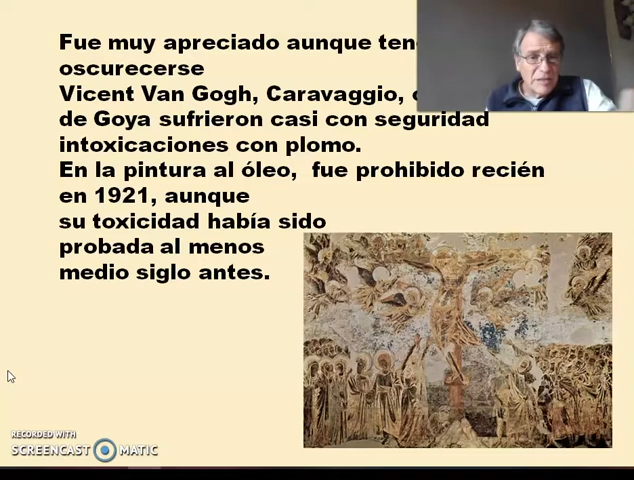 Fue muy apreciado aunque
oscurecerse
Vicent Van Gogh, Caravaggio,
de Goya sufrieron casi con seguridad
intoxicaciones con plomo.
En la pintura al óleo, fue prohibido recién
en 1921, aunque
su toxicidad había sido
probada al menos
medio siglo antes.
RECORDED WITH
SCREENCAST MATIC